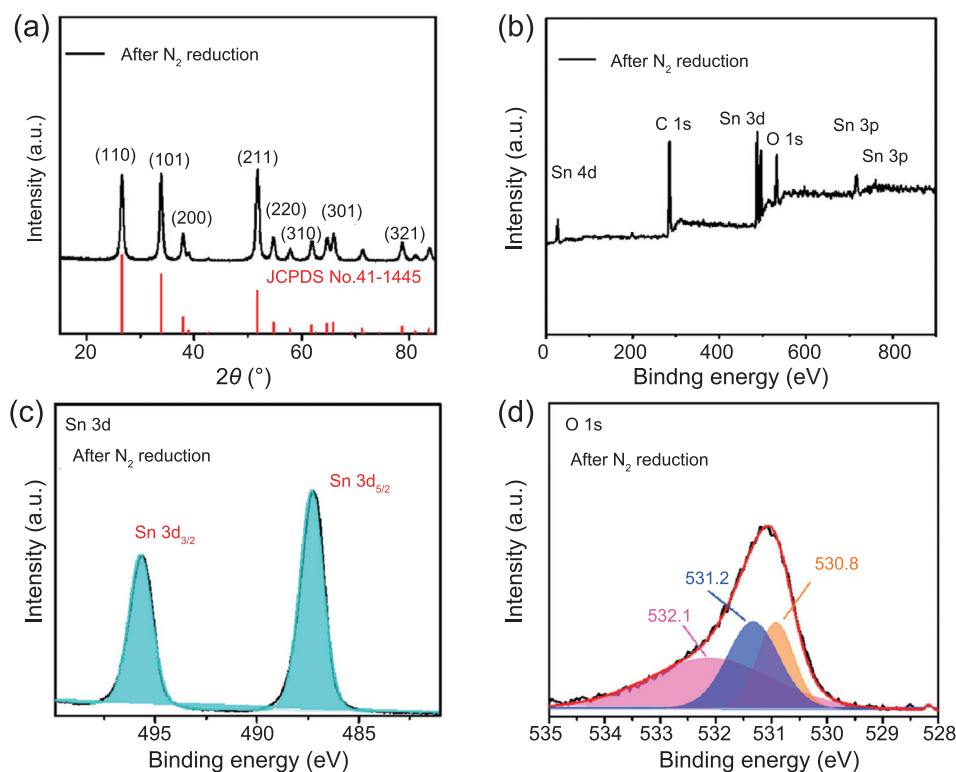 (a)
After N₂ reduction
(110)
(101)
(200)
(211)
(220)
(310)
(301)
(321)
JCPDS No.41-1445
Intensity (a.u.)
20 40 60 80
2θ (°)
(b)
After N₂ reduction
Sn 4d
C 1s
Sn 3d
O 1s
Sn 3p
Sn 3p
Intensity (a.u.)
0 200 400 600 800
Bindng energy (eV)
(c)
Sn 3d
After N₂ reduction
Sn 3d₃/₂
Sn 3d₅/₂
Intensity (a.u.)
495 490 485
Binding energy (eV)
(d)
O 1s
After N₂ reduction
532.1
531.2
530.8
Intensity (a.u.)
535 534 533 532 531 530 529 528
Binding energy (eV)